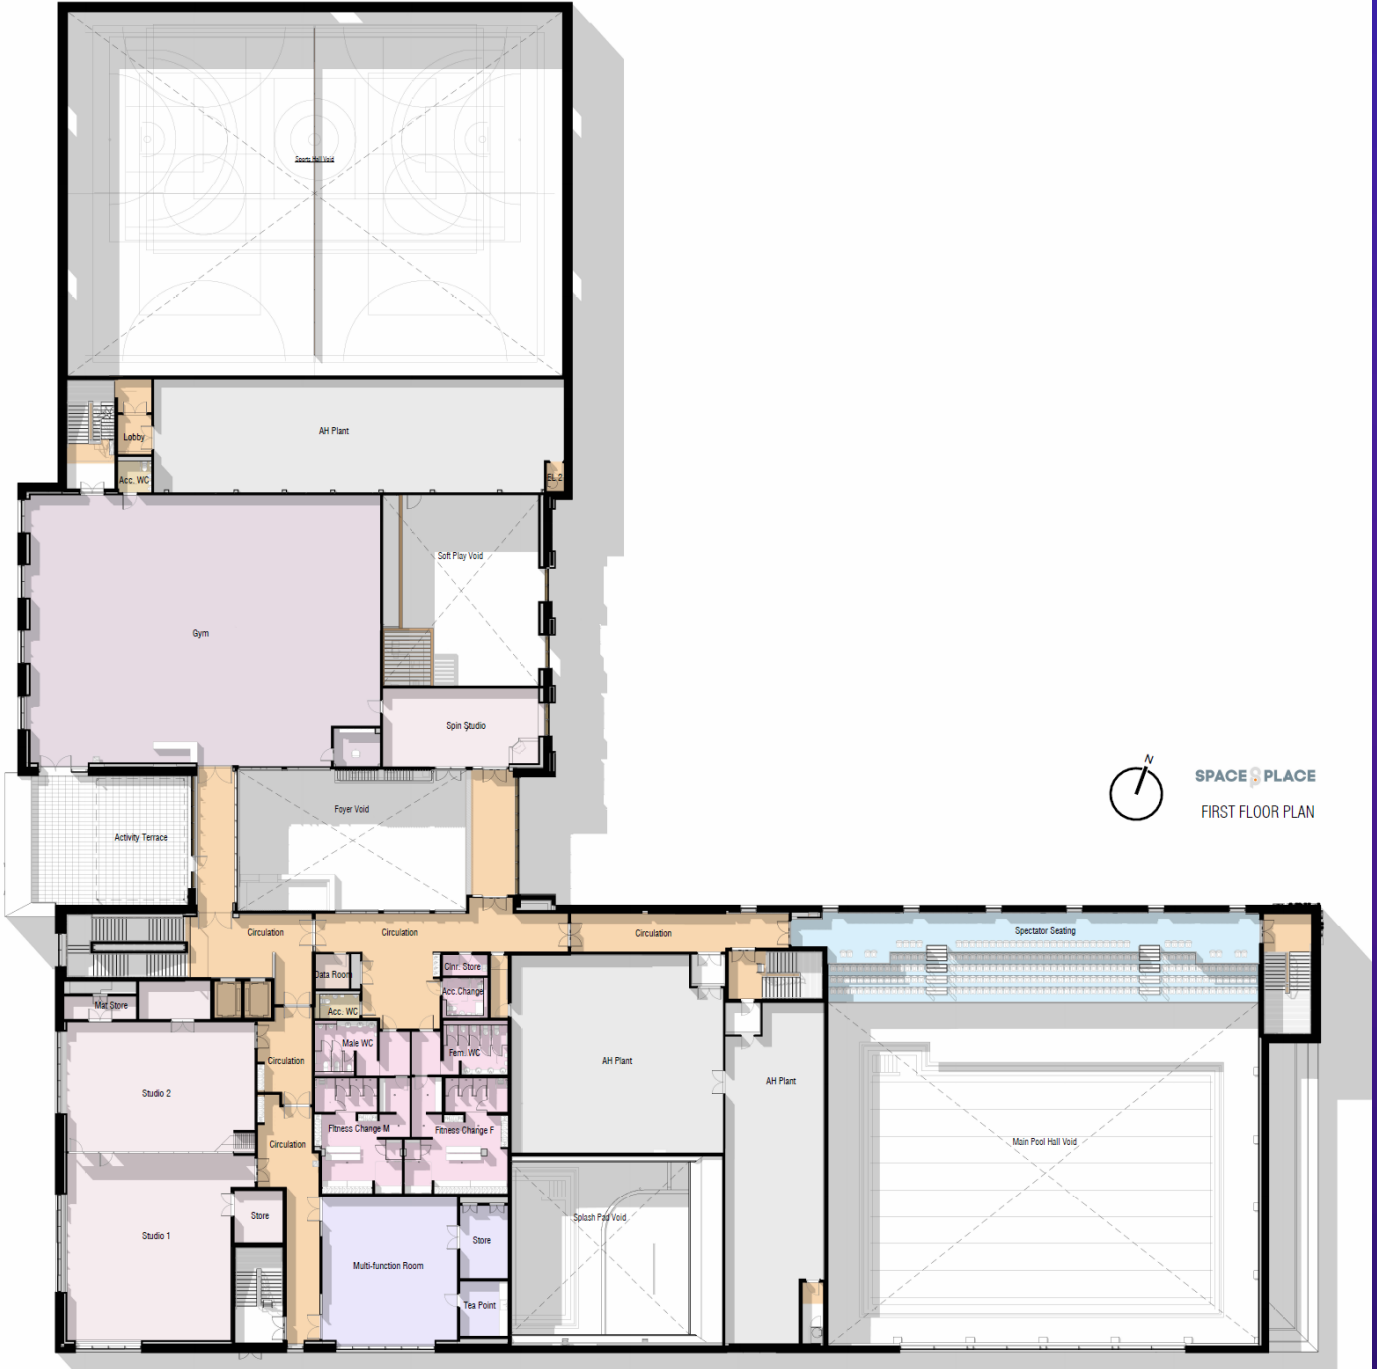 Sports Hall Void
AH Plant
Lobby
Acc. WC
EL 2
Soft Play Void
Gym
Spin Studio
N
SPACE PLACE
FIRST FLOOR PLAN
Foyer Void
Activity Terrace
Circulation
Circulation
Circulation
Spectator Seating
Data Room
Clnr. Store
Acc.Change
Mat Store
Acc. WC
Male WC
Fem. WC
Circulation
AH Plant
AH Plant
Studio 2
Fitness Change M
Fitness Change F
Circulation
Main Pool Hall Void
Store
Splash Pad Void
Studio 1
Store
Multi-function Room
Tea Point